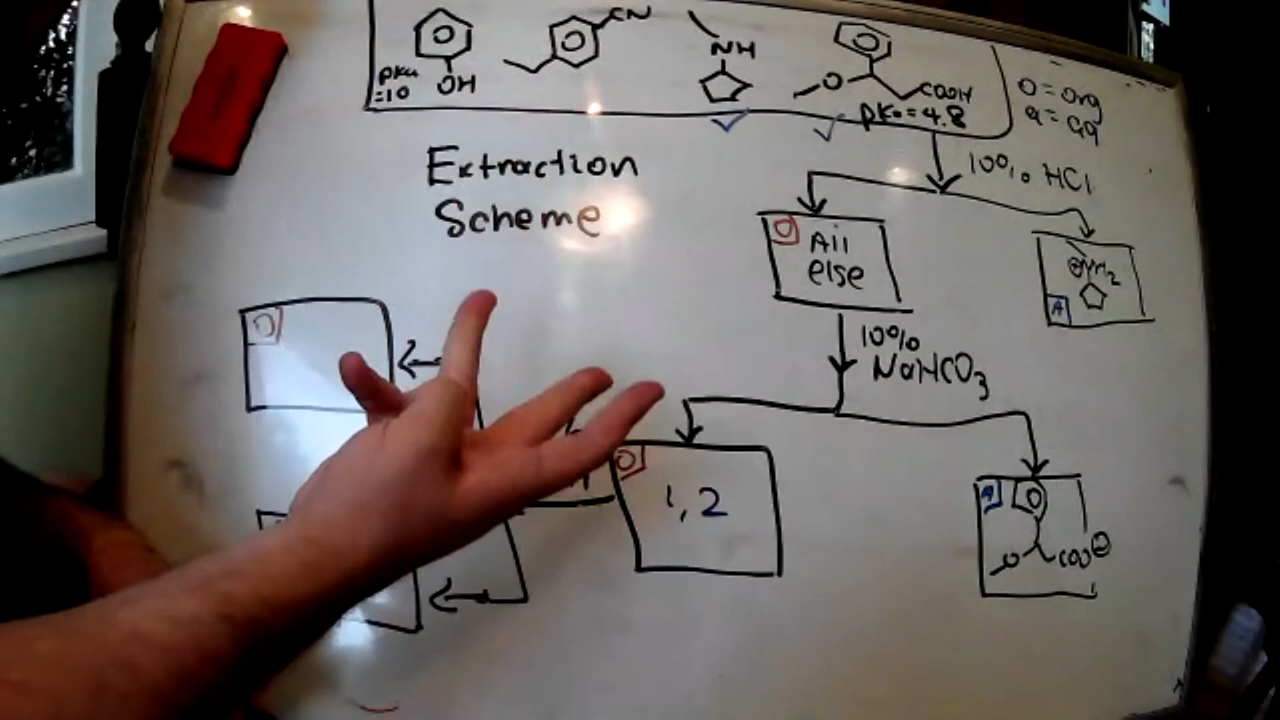 CN
NH
pka
=10
OH
O
COOH
pKa=4.8
O=Org
a=aq
10% HCl
Extraction
Scheme
O
All
else
A
10%
NaHCO3
O
O
1,2
A
O
COO⊖